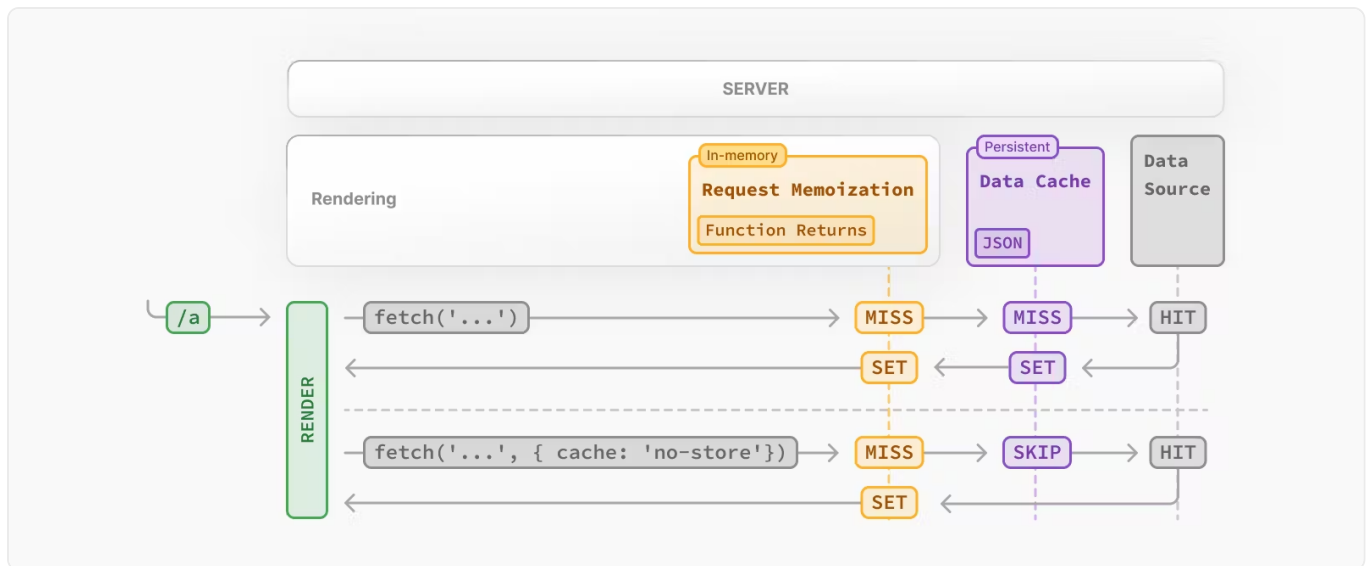 SERVER
In-memory
Persistent
Data
Source
Request Memoization
Data Cache
Rendering
Function Returns
JSON
/a
fetch('...')
MISS
MISS
HIT
SET
SET
RENDER
fetch('...', { cache: 'no-store'})
MISS
SKIP
HIT
SET